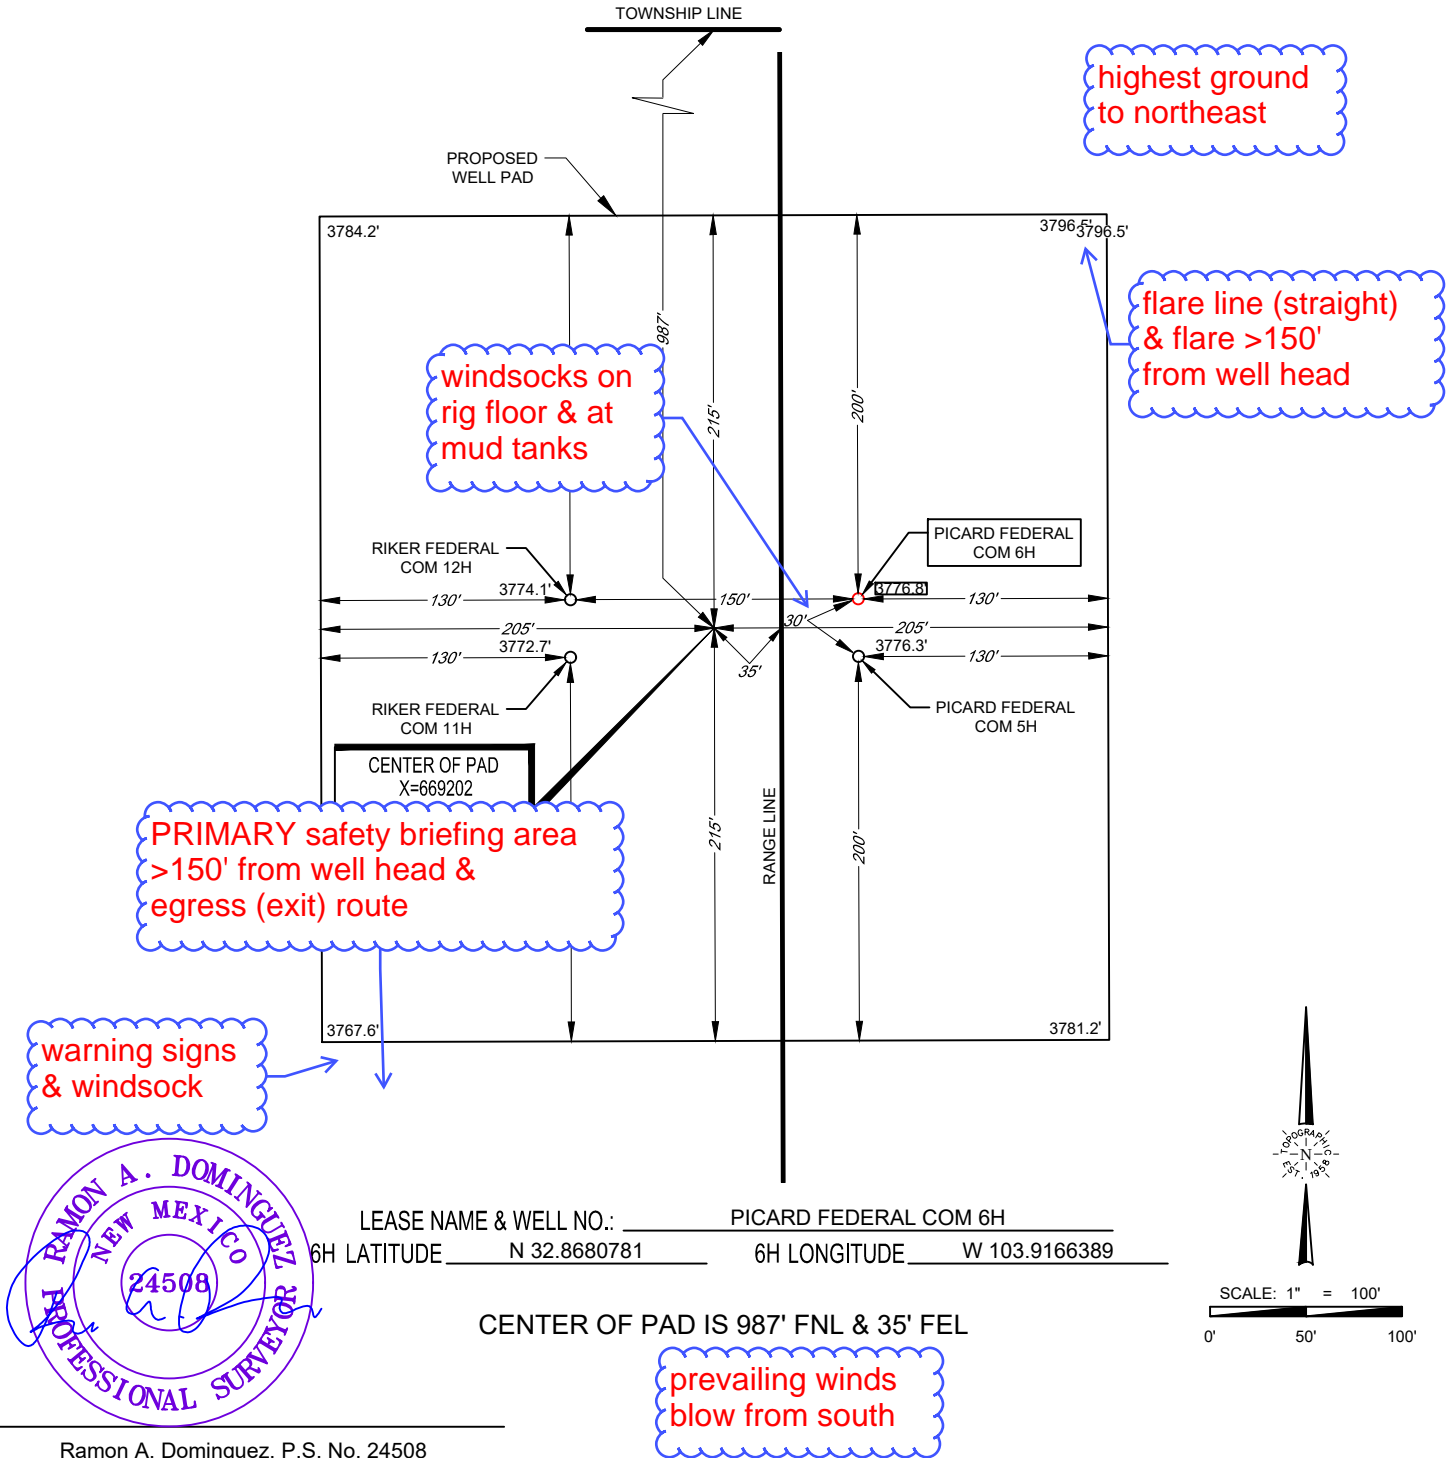 TOWNSHIP LINE
highest ground
to northeast
PROPOSED
WELL PAD
3784.2'
3796.5'
3796.5'
flare line (straight)
& flare >150'
from well head
987'
windsocks on
rig floor & at
mud tanks
215'
200'
RIKER FEDERAL
COM 12H
PICARD FEDERAL
COM 6H
3774.1'
3776.8'
130'
150'
130'
30'
205'
205'
3772.7'
3776.3'
130'
35'
130'
RIKER FEDERAL
COM 11H
PICARD FEDERAL
COM 5H
CENTER OF PAD
X=669202
PRIMARY safety briefing area
>150' from well head &
egress (exit) route
215'
RANGE LINE
200'
3767.6'
3781.2'
warning signs
& windsock
RAMON A. DOMINGUEZ
NEW MEXICO
24508
PROFESSIONAL SURVEYOR
TOPOGRAPHIC
N
EST. 1958
LEASE NAME & WELL NO.: PICARD FEDERAL COM 6H
6H LATITUDE N 32.8680781 6H LONGITUDE W 103.9166389
SCALE: 1" = 100'
0' 50' 100'
CENTER OF PAD IS 987' FNL & 35' FEL
prevailing winds
blow from south
Ramon A. Dominguez, P.S. No. 24508